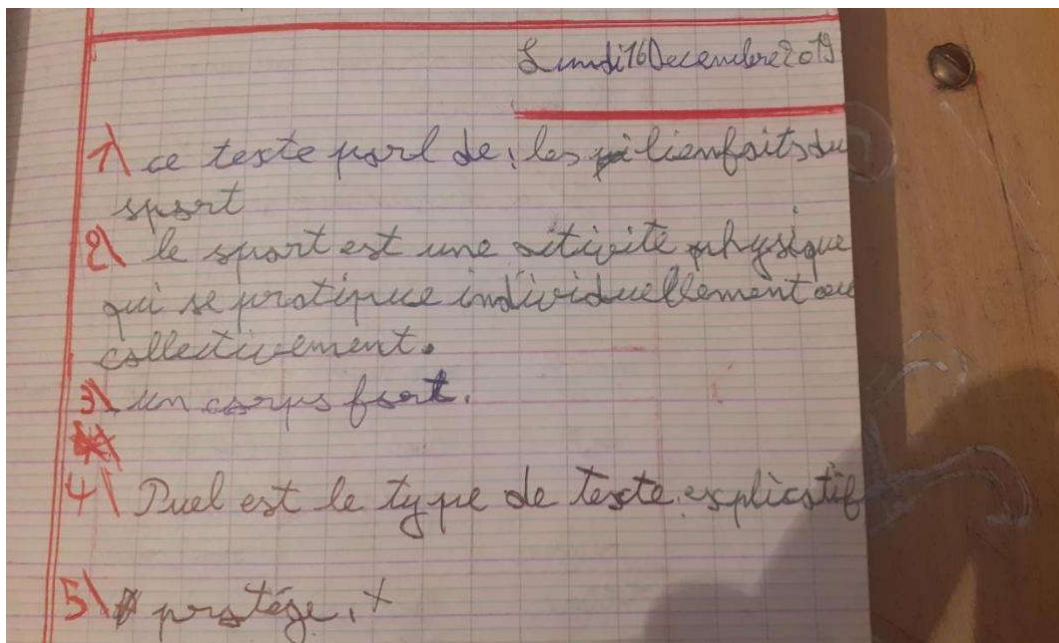 Lundi 16 Decembre 2019
1\ ce texte parl de: les bienfaits du
sport
2\ le sport est une activité physique
qui se pratique individuellement ou
collectivement.
3\ un corps fort.
4\ Quel est le type de texte: explicatif
5\ protége. x